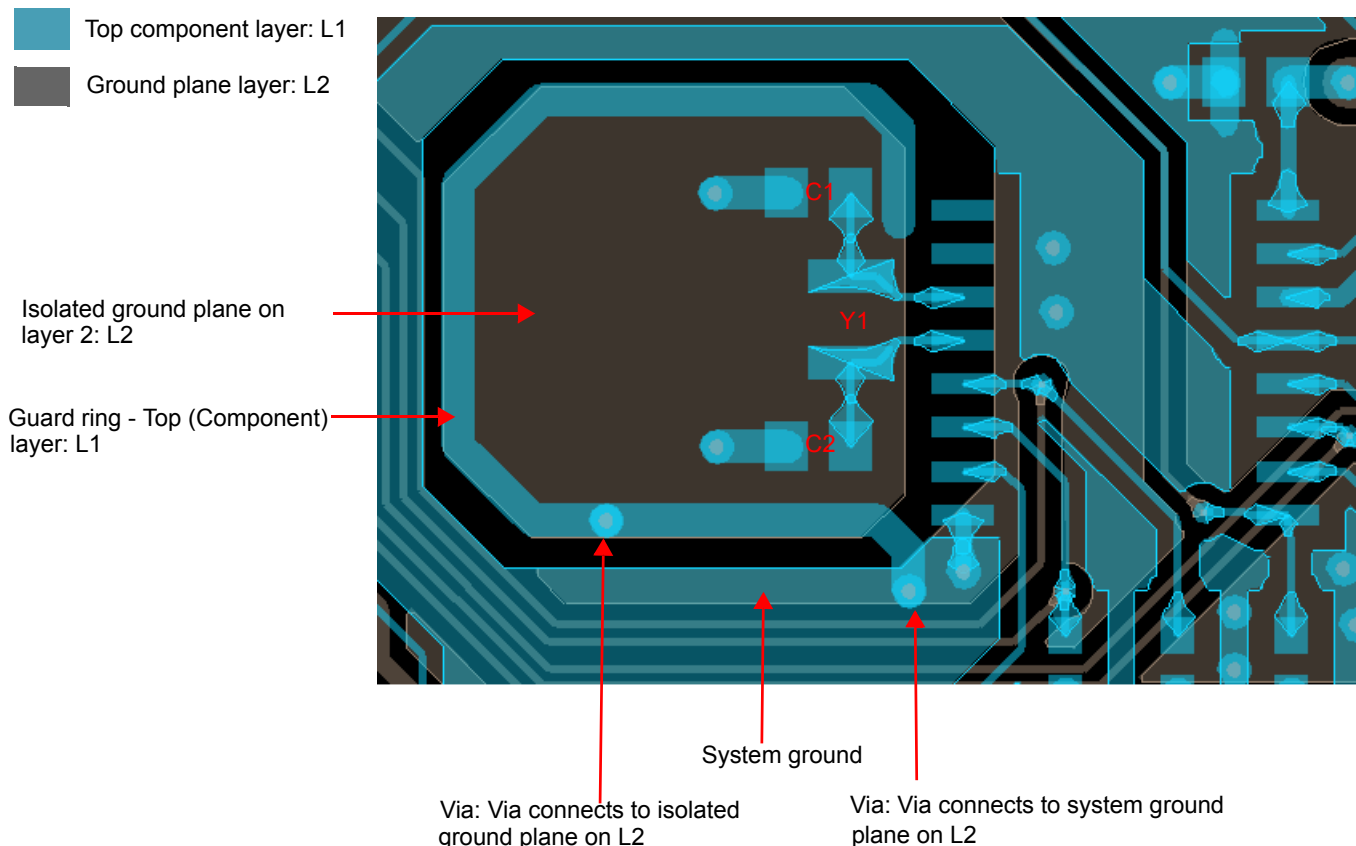 Top component layer: L1
Ground plane layer: L2
C1
Isolated ground plane on
layer 2: L2
Y1
Guard ring - Top (Component)
layer: L1
C2
System ground
Via: Via connects to isolated
ground plane on L2
Via: Via connects to system ground
plane on L2